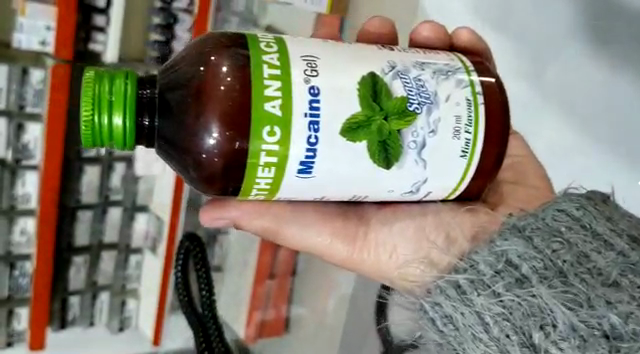 STHETIC ANTACI
(Mucaine® Gel)
Sugar
Free
200 ml
Mint Flavour